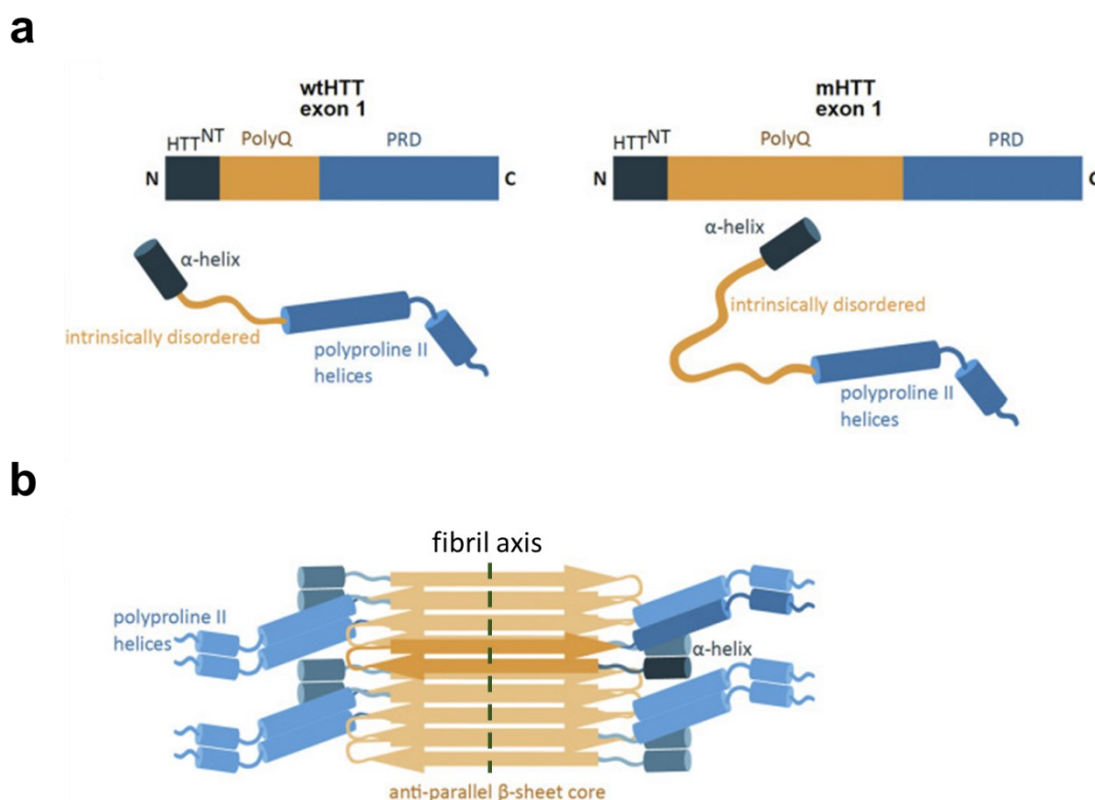 a
wtHTT
exon 1
HTTNT PolyQ PRD
N C
α-helix
intrinsically disordered
polyproline II
helices
mHTT
exon 1
HTTNT PolyQ PRD
N C
α-helix
intrinsically disordered
polyproline II
helices
b
fibril axis
polyproline II
helices
α-helix
anti-parallel β-sheet core